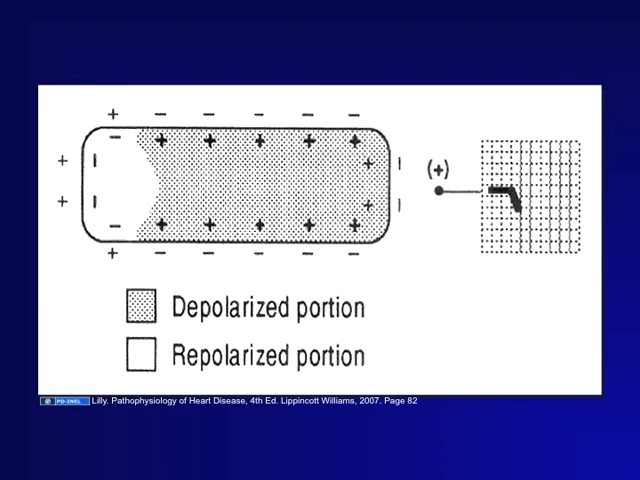 + – – – – –
– + + + + +
+ | + |
(+)
+ | + |
– + + + + +
+ – – – – –
Depolarized portion
Repolarized portion
PD-INEL Lilly. Pathophysiology of Heart Disease, 4th Ed. Lippincott Williams, 2007. Page 82